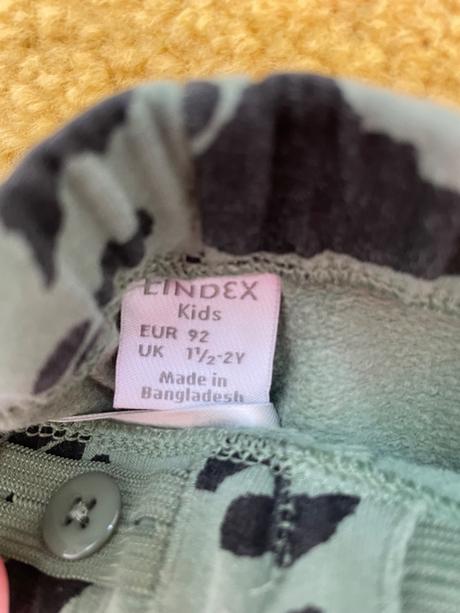 LINDEX
Kids
EUR 92
UK 1½-2Y
Made in
Bangladesh